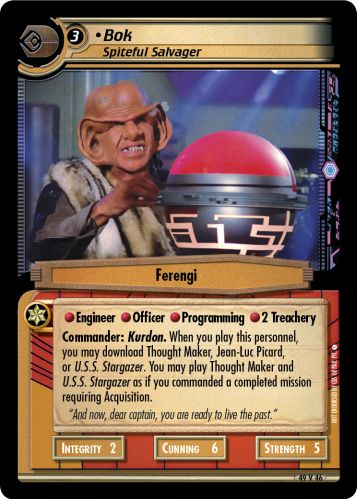 3
• Bok
Spiteful Salvager
Ferengi
Engineer Officer Programming 2 Treachery
Commander: Kurdon. When you play this personnel,
you may download Thought Maker, Jean-Luc Picard,
or U.S.S. Stargazer. You may play Thought Maker and
U.S.S. Stargazer as if you commanded a completed mission
requiring Acquisition.
"And now, dear captain, you are ready to live the past."
INTEGRITY 2 CUNNING 6 STRENGTH 5
49 V 46